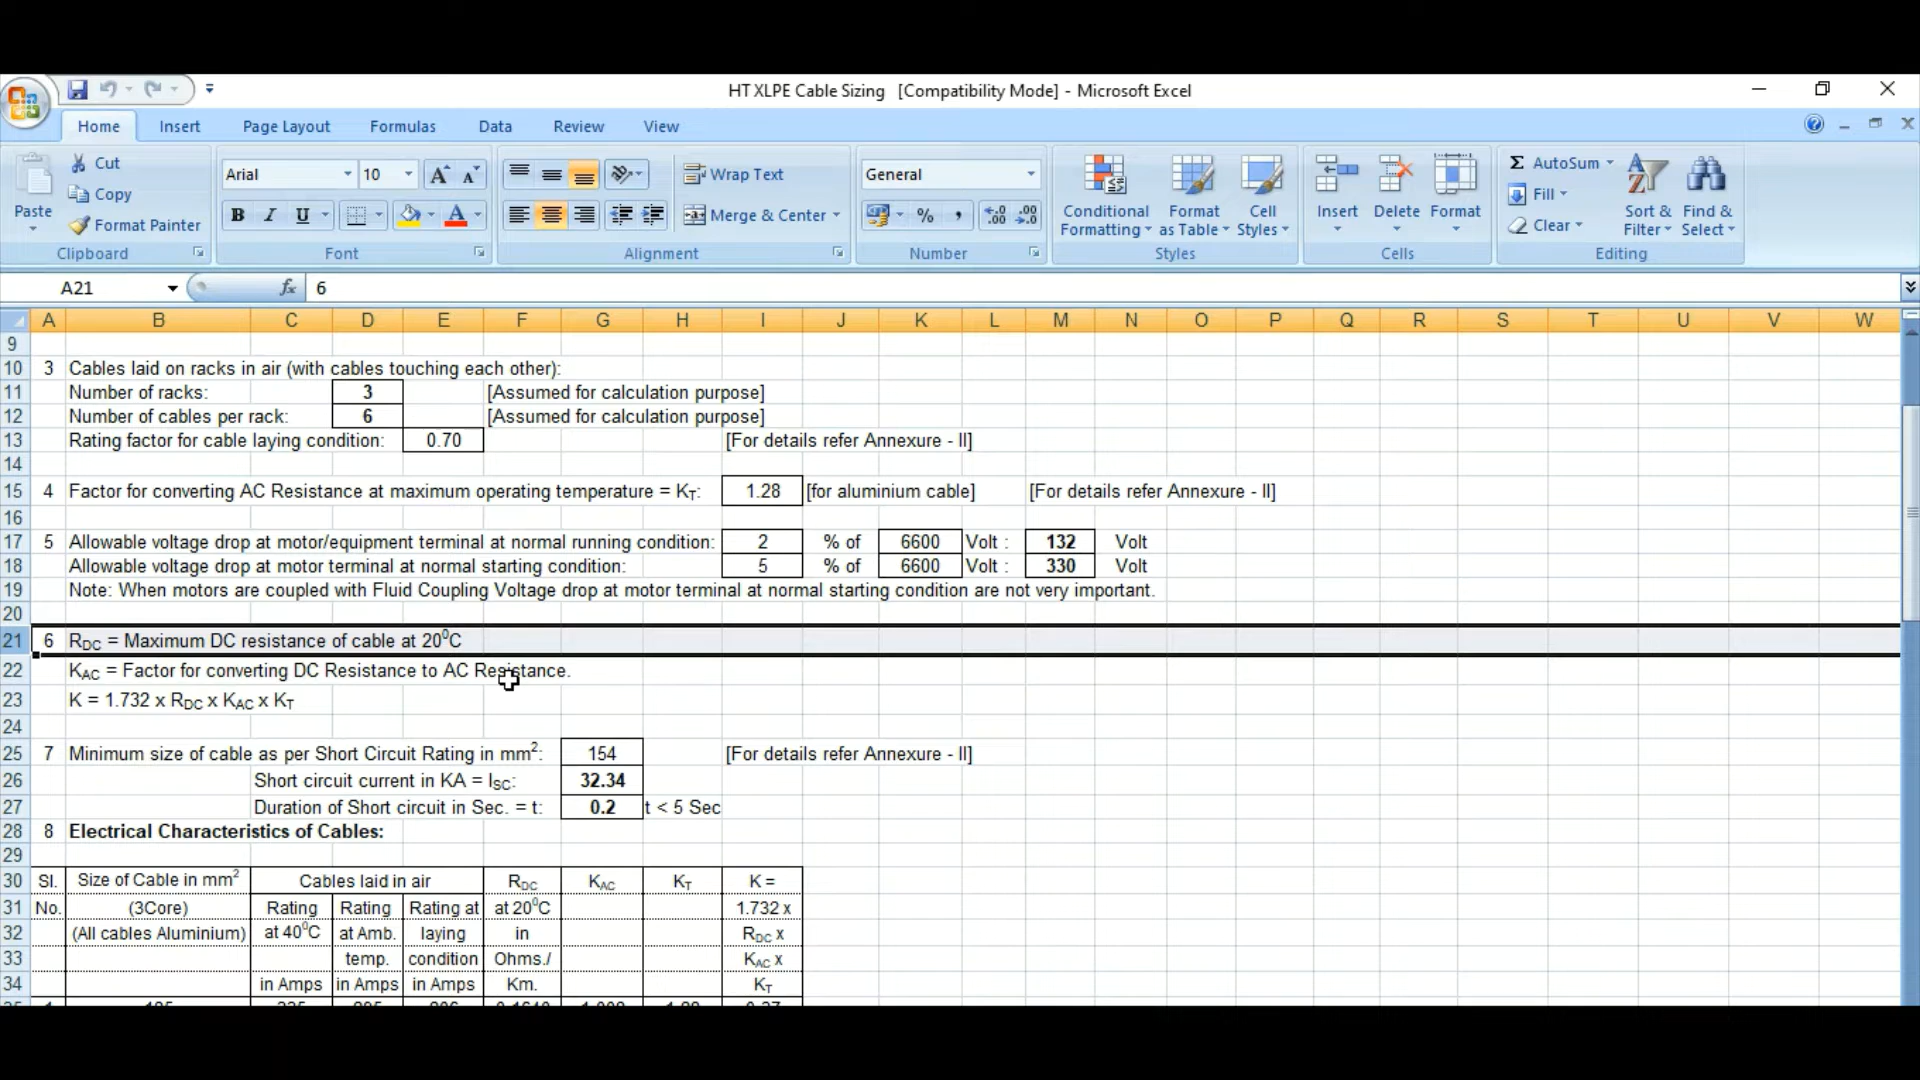 HT XLPE Cable Sizing [Compatibility Mode] - Microsoft Excel
Home Insert Page Layout Formulas Data Review View
Paste Cut Copy Format Painter Clipboard
Arial 10 A A B I U A Font
Wrap Text Merge & Center Alignment
General % , .0 .00 .00 .0 Number
Conditional Formatting Format as Table Cell Styles Styles
Insert Delete Format Cells
Σ AutoSum Fill Clear Sort & Filter Find & Select Editing
A21 fx 6
A B C D E F G H I J K L M N O P Q R S T U V W
9
10 3 Cables laid on racks in air (with cables touching each other):
11 Number of racks: 3 [Assumed for calculation purpose]
12 Number of cables per rack: 6 [Assumed for calculation purpose]
13 Rating factor for cable laying condition: 0.70 [For details refer Annexure - II]
14
15 4 Factor for converting AC Resistance at maximum operating temperature = KT: 1.28 [for aluminium cable] [For details refer Annexure - II]
16
17 5 Allowable voltage drop at motor/equipment terminal at normal running condition: 2 % of 6600 Volt : 132 Volt
18 Allowable voltage drop at motor terminal at normal starting condition: 5 % of 6600 Volt : 330 Volt
19 Note: When motors are coupled with Fluid Coupling Voltage drop at motor terminal at normal starting condition are not very important.
20
21 6 RDC = Maximum DC resistance of cable at 20⁰C
22 KAC = Factor for converting DC Resistance to AC Resistance.
23 K = 1.732 x RDC x KAC x KT
24
25 7 Minimum size of cable as per Short Circuit Rating in mm²: 154 [For details refer Annexure - II]
26 Short circuit current in KA = ISC: 32.34
27 Duration of Short circuit in Sec. = t: 0.2 t < 5 Sec
28 8 Electrical Characteristics of Cables:
29
30 Sl. Size of Cable in mm² Cables laid in air RDC KAC KT K =
31 No. (3Core) Rating Rating Rating at at 20⁰C 1.732 x
32 (All cables Aluminium) at 40⁰C at Amb. laying in RDC x
33 temp. condition Ohms./ KAC x
34 in Amps in Amps in Amps Km. KT